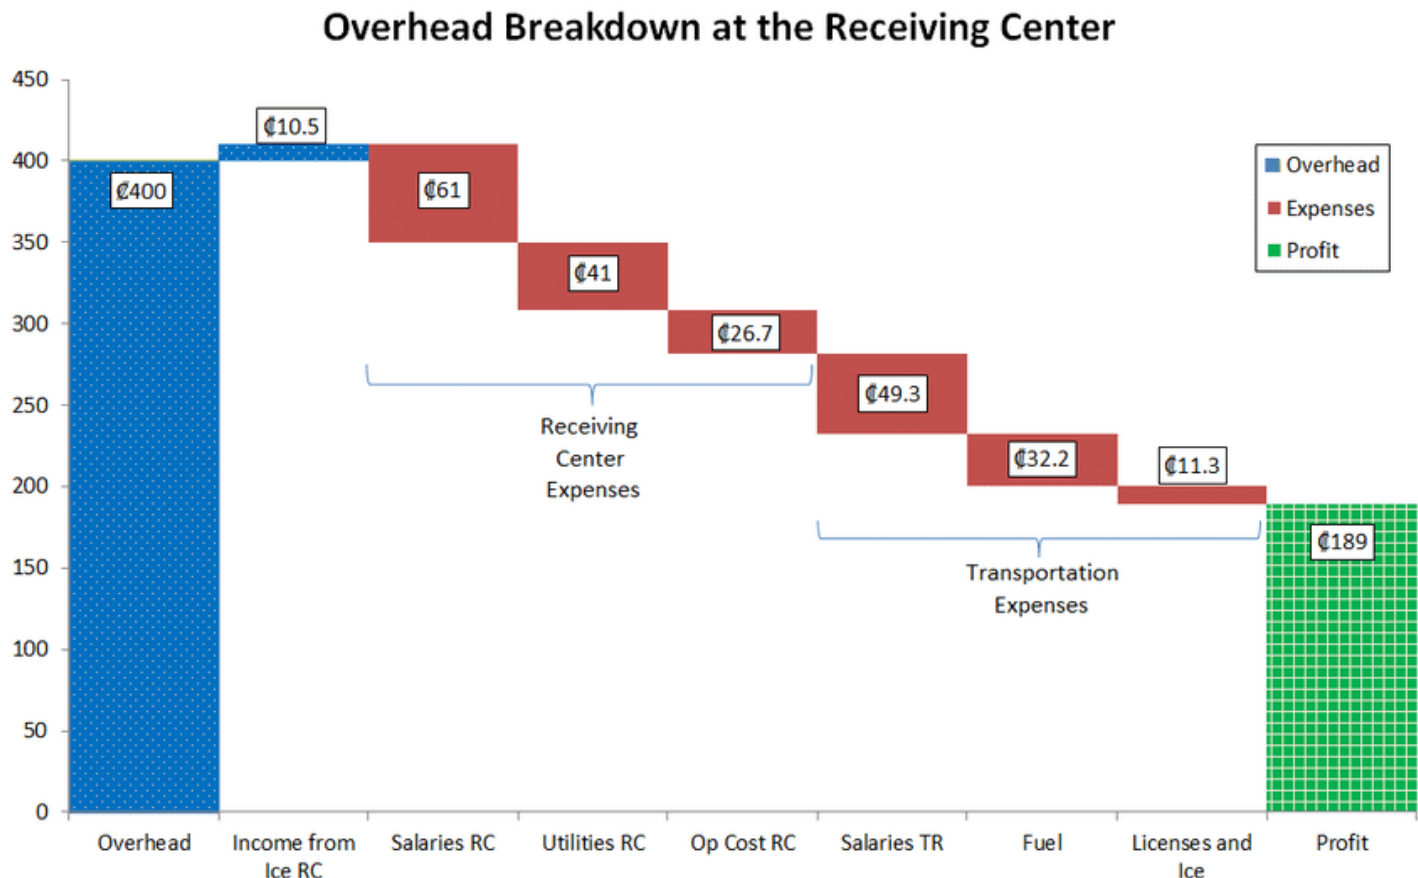 Overhead Breakdown at the Receiving Center
450
400
350
300
250
200
150
100
50
0
₡400
₡10.5
₡61
₡41
₡26.7
₡49.3
₡32.2
₡11.3
₡189
Overhead
Expenses
Profit
Receiving
Center
Expenses
Transportation
Expenses
Overhead
Income from
Ice RC
Salaries RC
Utilities RC
Op Cost RC
Salaries TR
Fuel
Licenses and
Ice
Profit